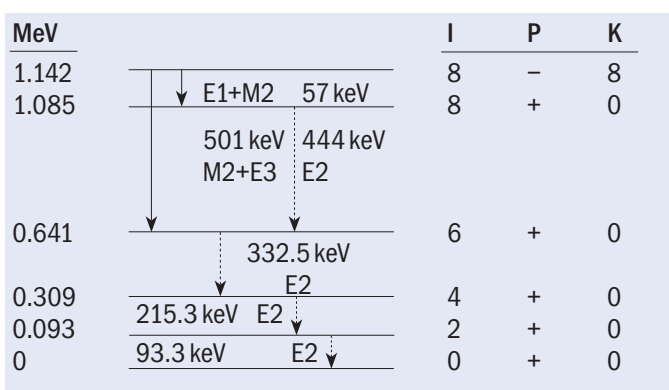 MeV I P K
1.142 8 – 8
E1+M2 57 keV
1.085 8 + 0
501 keV 444 keV
M2+E3 E2
0.641 6 + 0
332.5 keV
E2
0.309 4 + 0
215.3 keV E2
0.093 2 + 0
93.3 keV E2
0 0 + 0